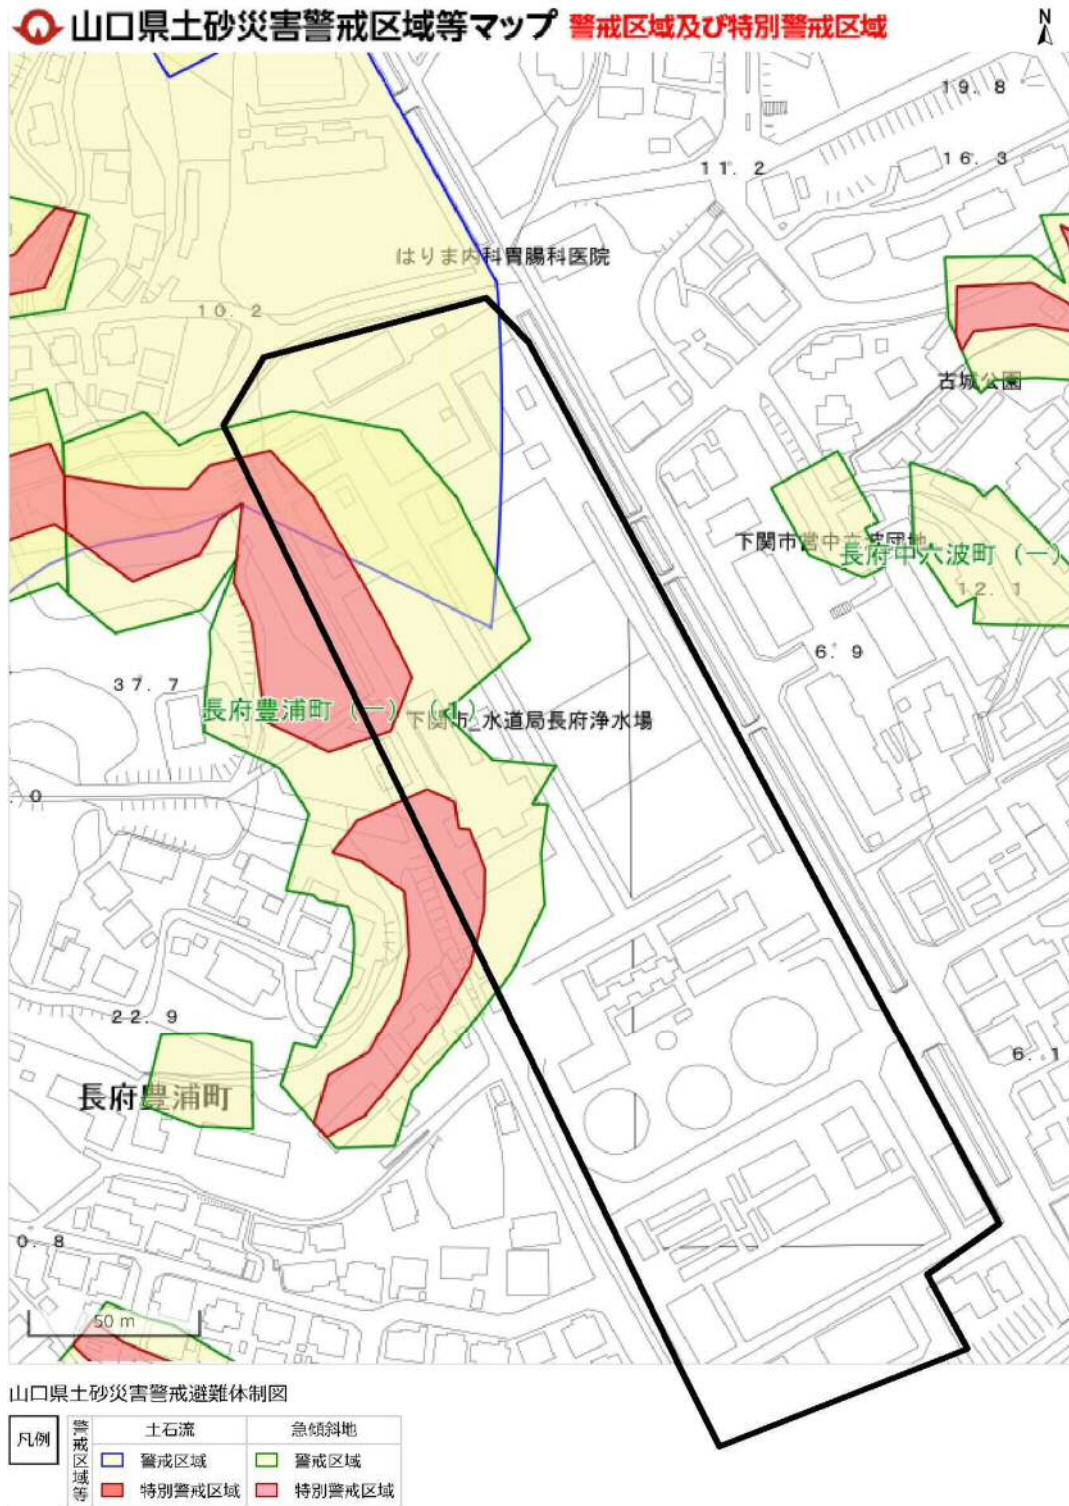 山口県土砂災害警戒区域等マップ 警戒区域及び特別警戒区域
N
19.8
11.2
16.3
はりま内科胃腸科医院
10.2
古城公園
下関市営中六波団地
長府中六波町(一)
12.1
6.9
37.7
長府豊浦町(一)(1)
下関市上水道局長府浄水場
.0
22.9
6.1
長府豊浦町
0.8
50 m
山口県土砂災害警戒避難体制図
凡例
警戒区域等
土石流 急傾斜地
警戒区域 警戒区域
特別警戒区域 特別警戒区域